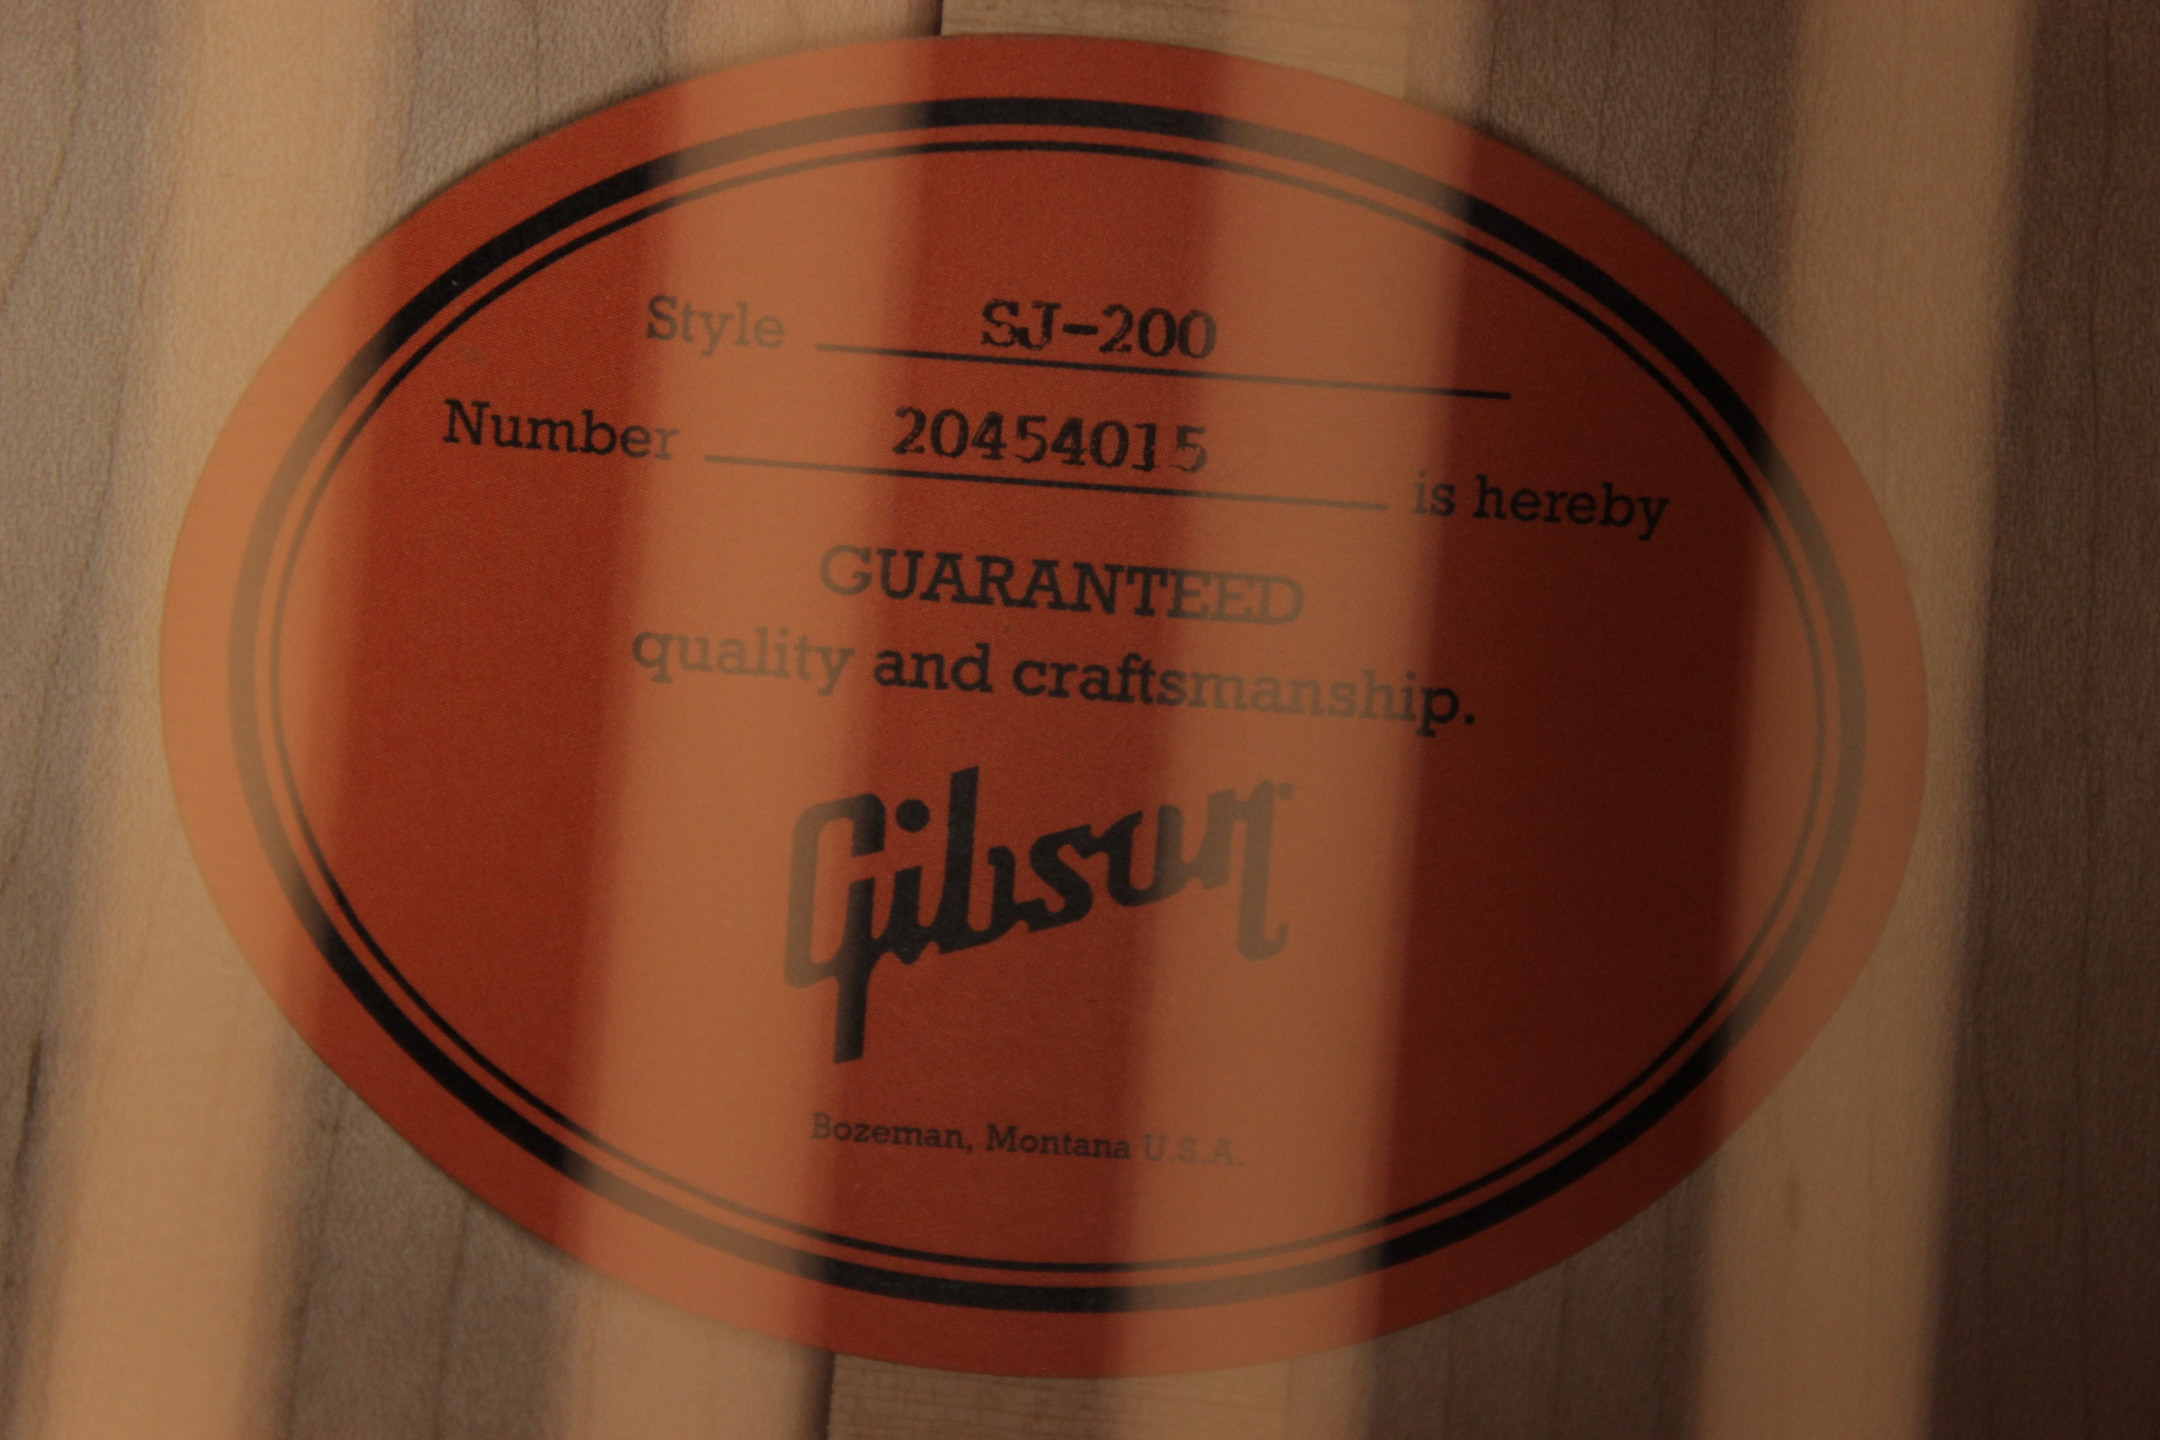 Style SJ-200
Number 20454015 is hereby
GUARANTEED
quality and craftsmanship.
Gibson
Bozeman, Montana U.S.A.